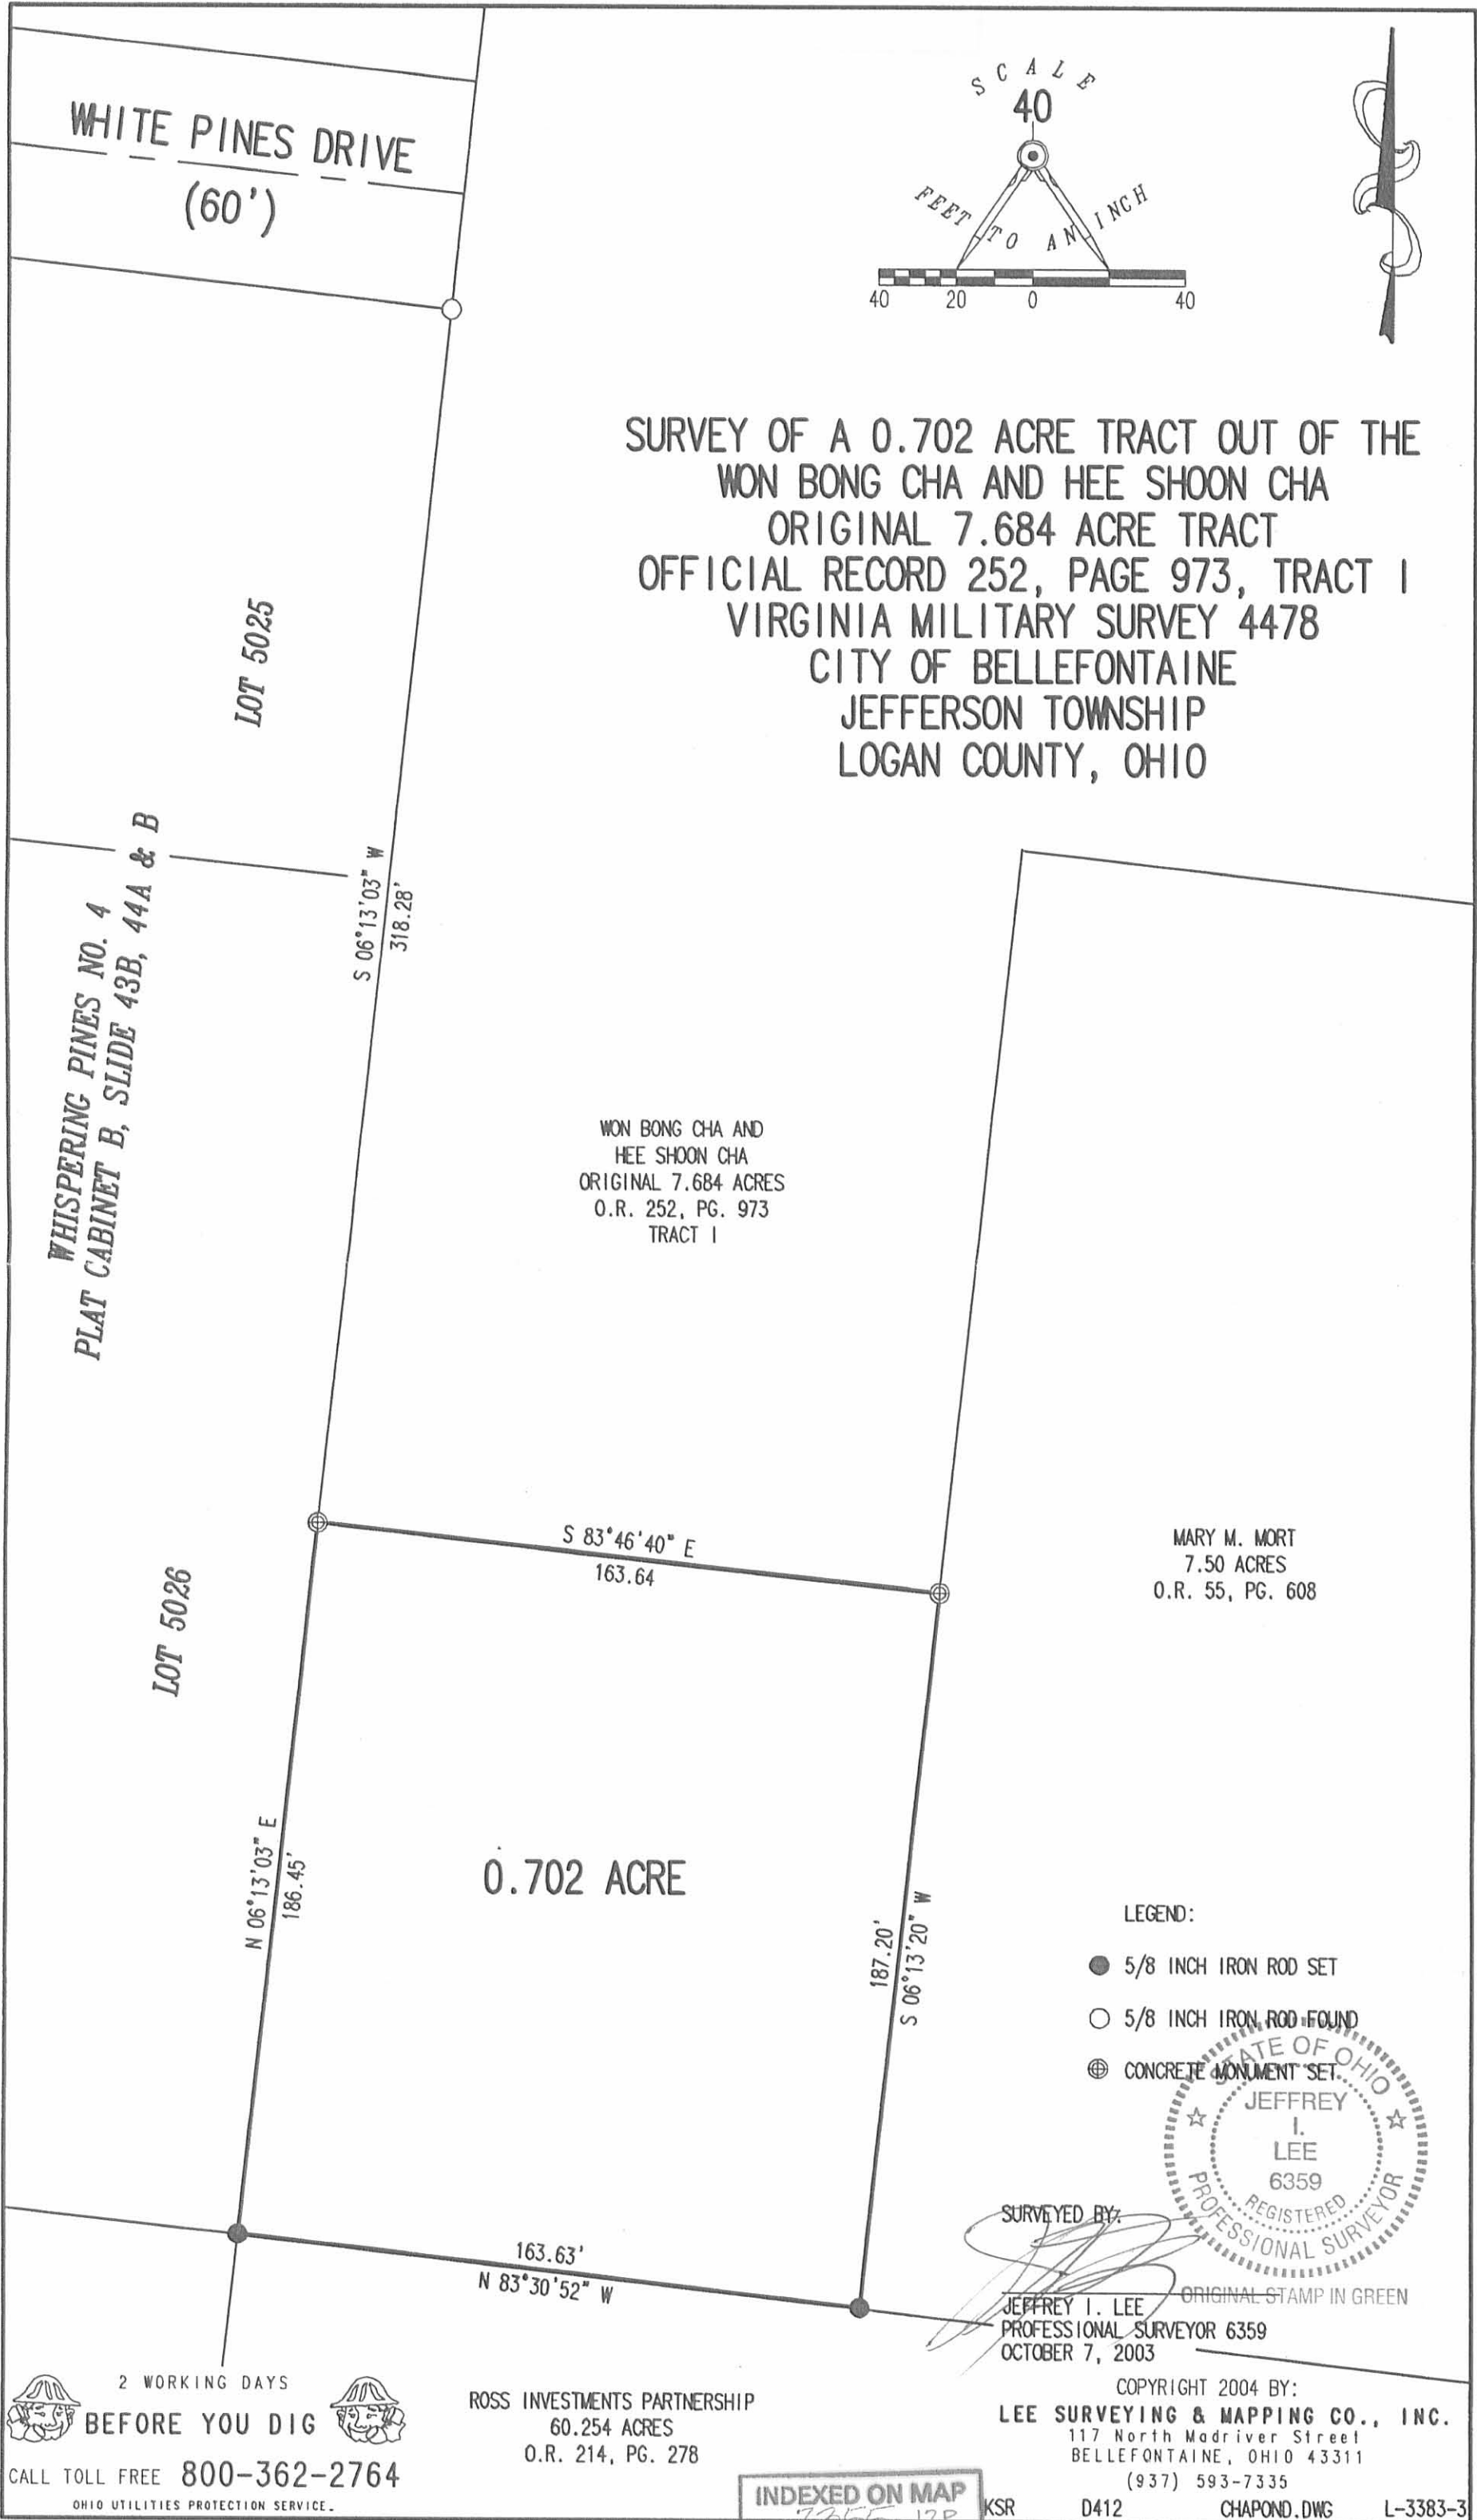 WHITE PINES DRIVE
(60')
SCALE
40
FEET TO AN INCH
40 20 0 40
SURVEY OF A 0.702 ACRE TRACT OUT OF THE
WON BONG CHA AND HEE SHOON CHA
ORIGINAL 7.684 ACRE TRACT
OFFICIAL RECORD 252, PAGE 973, TRACT I
VIRGINIA MILITARY SURVEY 4478
CITY OF BELLEFONTAINE
JEFFERSON TOWNSHIP
LOGAN COUNTY, OHIO
LOT 5025
WHISPERING PINES NO. 4
PLAT CABINET B, SLIDE 43B, 44A & B
S 06°13'03" W
318.28'
WON BONG CHA AND
HEE SHOON CHA
ORIGINAL 7.684 ACRES
O.R. 252, PG. 973
TRACT I
S 83°46'40" E
163.64
MARY M. MORT
7.50 ACRES
O.R. 55, PG. 608
LOT 5026
N 06°13'03" E
186.45'
0.702 ACRE
187.20'
S 06°13'20" W
LEGEND:
5/8 INCH IRON ROD SET
5/8 INCH IRON ROD FOUND
CONCRETE MONUMENT SET
STATE OF OHIO
JEFFREY
I.
LEE
6359
REGISTERED
PROFESSIONAL SURVEYOR
163.63'
N 83°30'52" W
SURVEYED BY:
ORIGINAL STAMP IN GREEN
JEFFREY I. LEE
PROFESSIONAL SURVEYOR 6359
OCTOBER 7, 2003
2 WORKING DAYS
BEFORE YOU DIG
CALL TOLL FREE 800-362-2764
OHIO UTILITIES PROTECTION SERVICE.
ROSS INVESTMENTS PARTNERSHIP
60.254 ACRES
O.R. 214, PG. 278
COPYRIGHT 2004 BY:
LEE SURVEYING & MAPPING CO., INC.
117 North Madriver Street
BELLEFONTAINE, OHIO 43311
(937) 593-7335
INDEXED ON MAP
KSR D412 CHAPOND.DWG L-3383-3